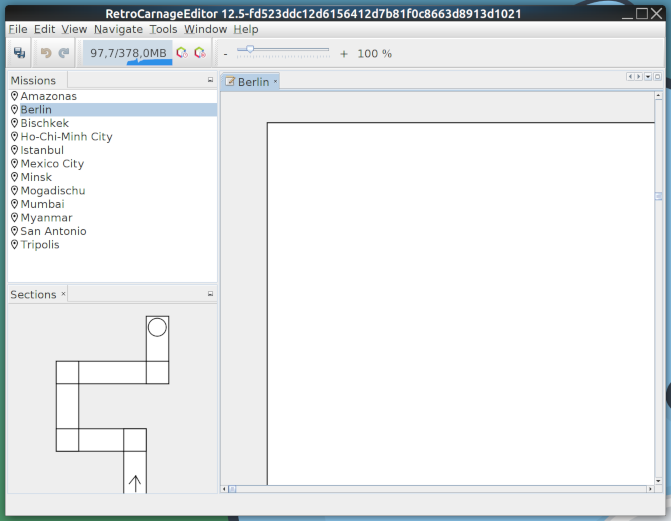 RetroCarnageEditor 12.5-fd523ddc12d6156412d7b81f0c8663d8913d1021
File Edit View Navigate Tools Window Help
97,7/378,0MB - + 100 %
Missions
Amazonas
Berlin
Bischkek
Ho-Chi-Minh City
Istanbul
Mexico City
Minsk
Mogadischu
Mumbai
Myanmar
San Antonio
Tripolis
Sections
Berlin